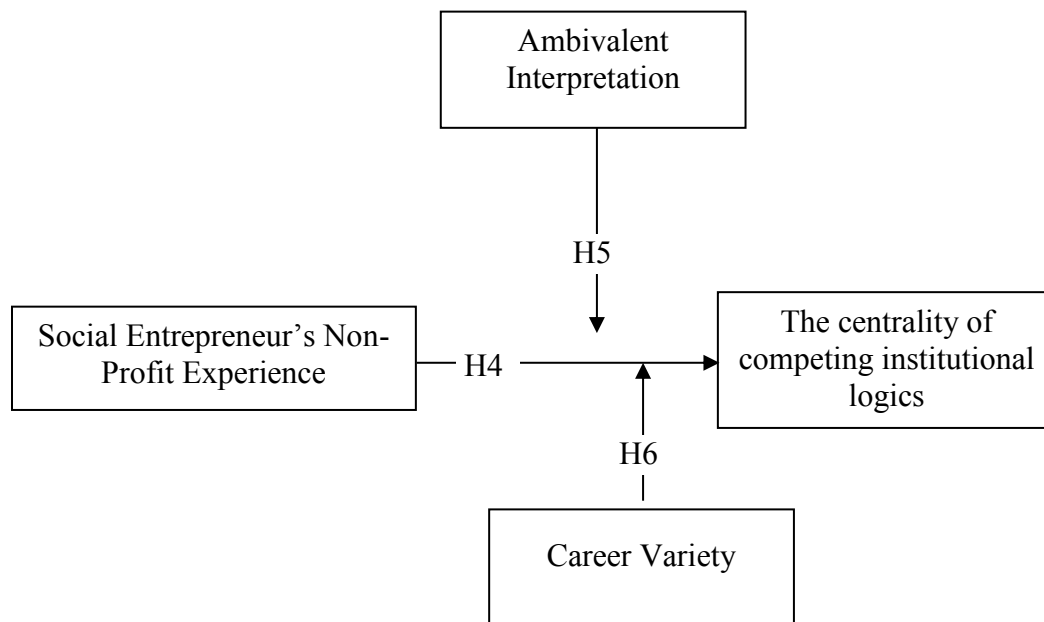 Ambivalent
Interpretation
H5
Social Entrepreneur’s Non-
Profit Experience
H4
The centrality of
competing institutional
logics
H6
Career Variety